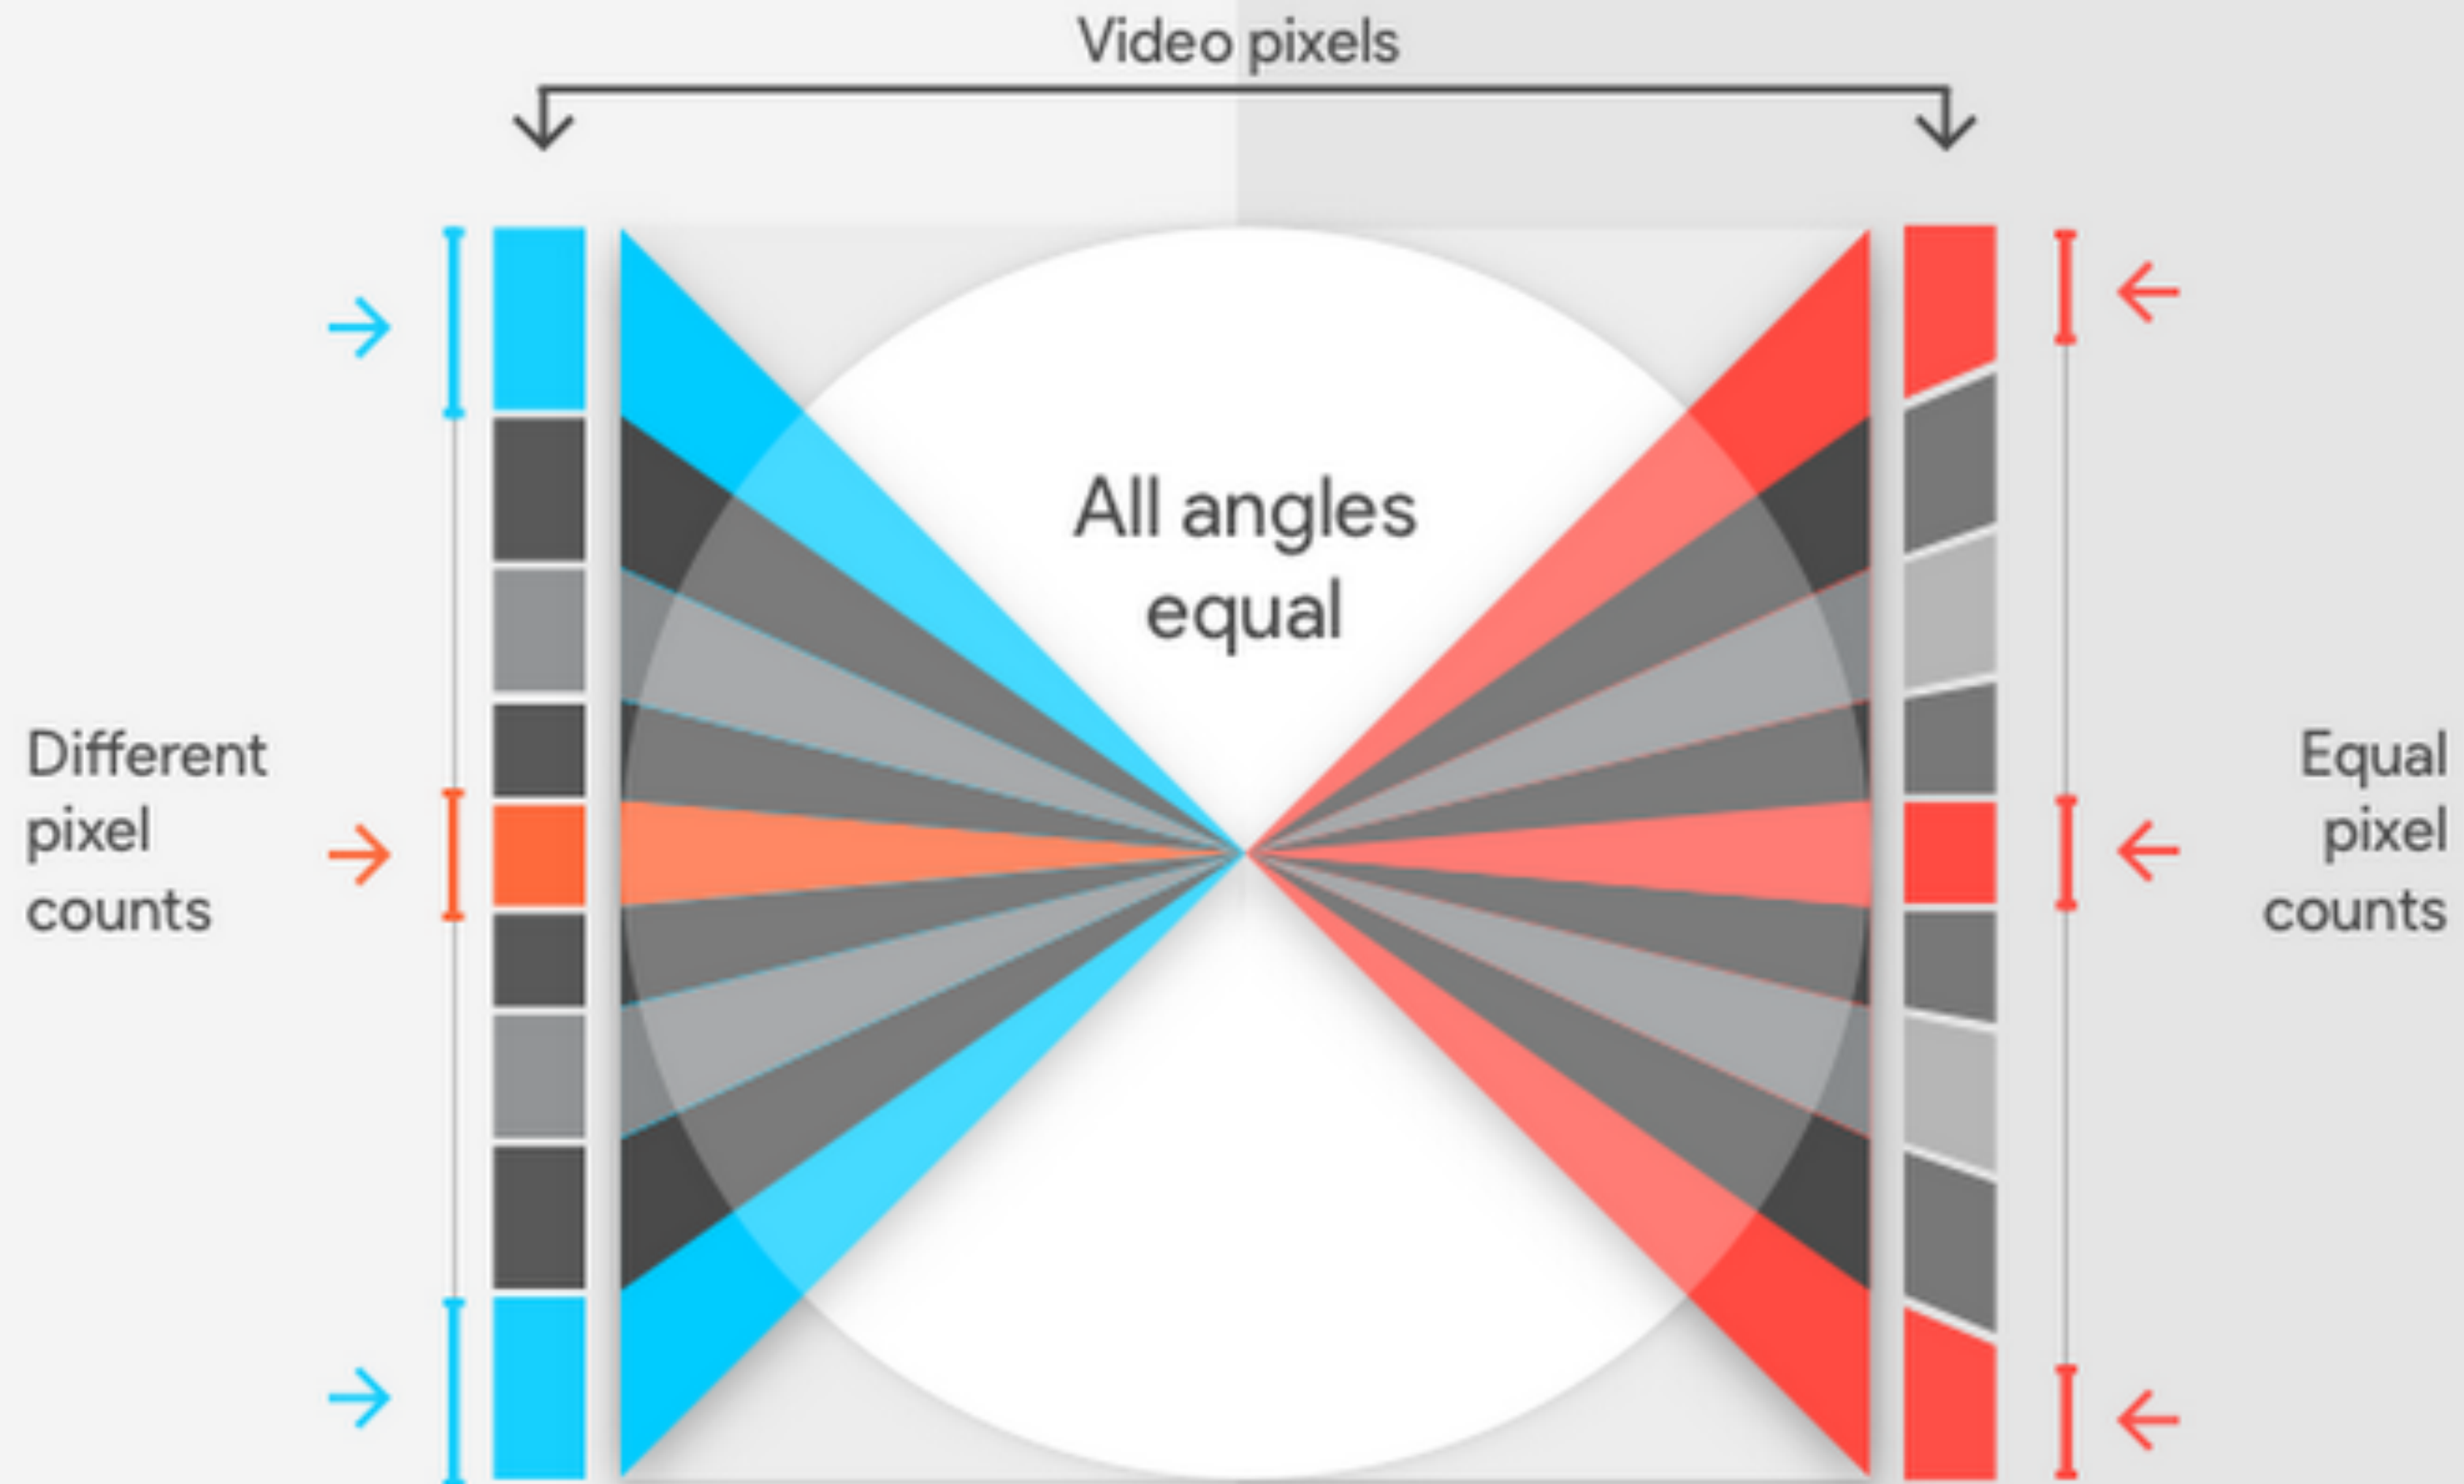 Video pixels
All angles
equal
Different
pixel
counts
Equal
pixel
counts